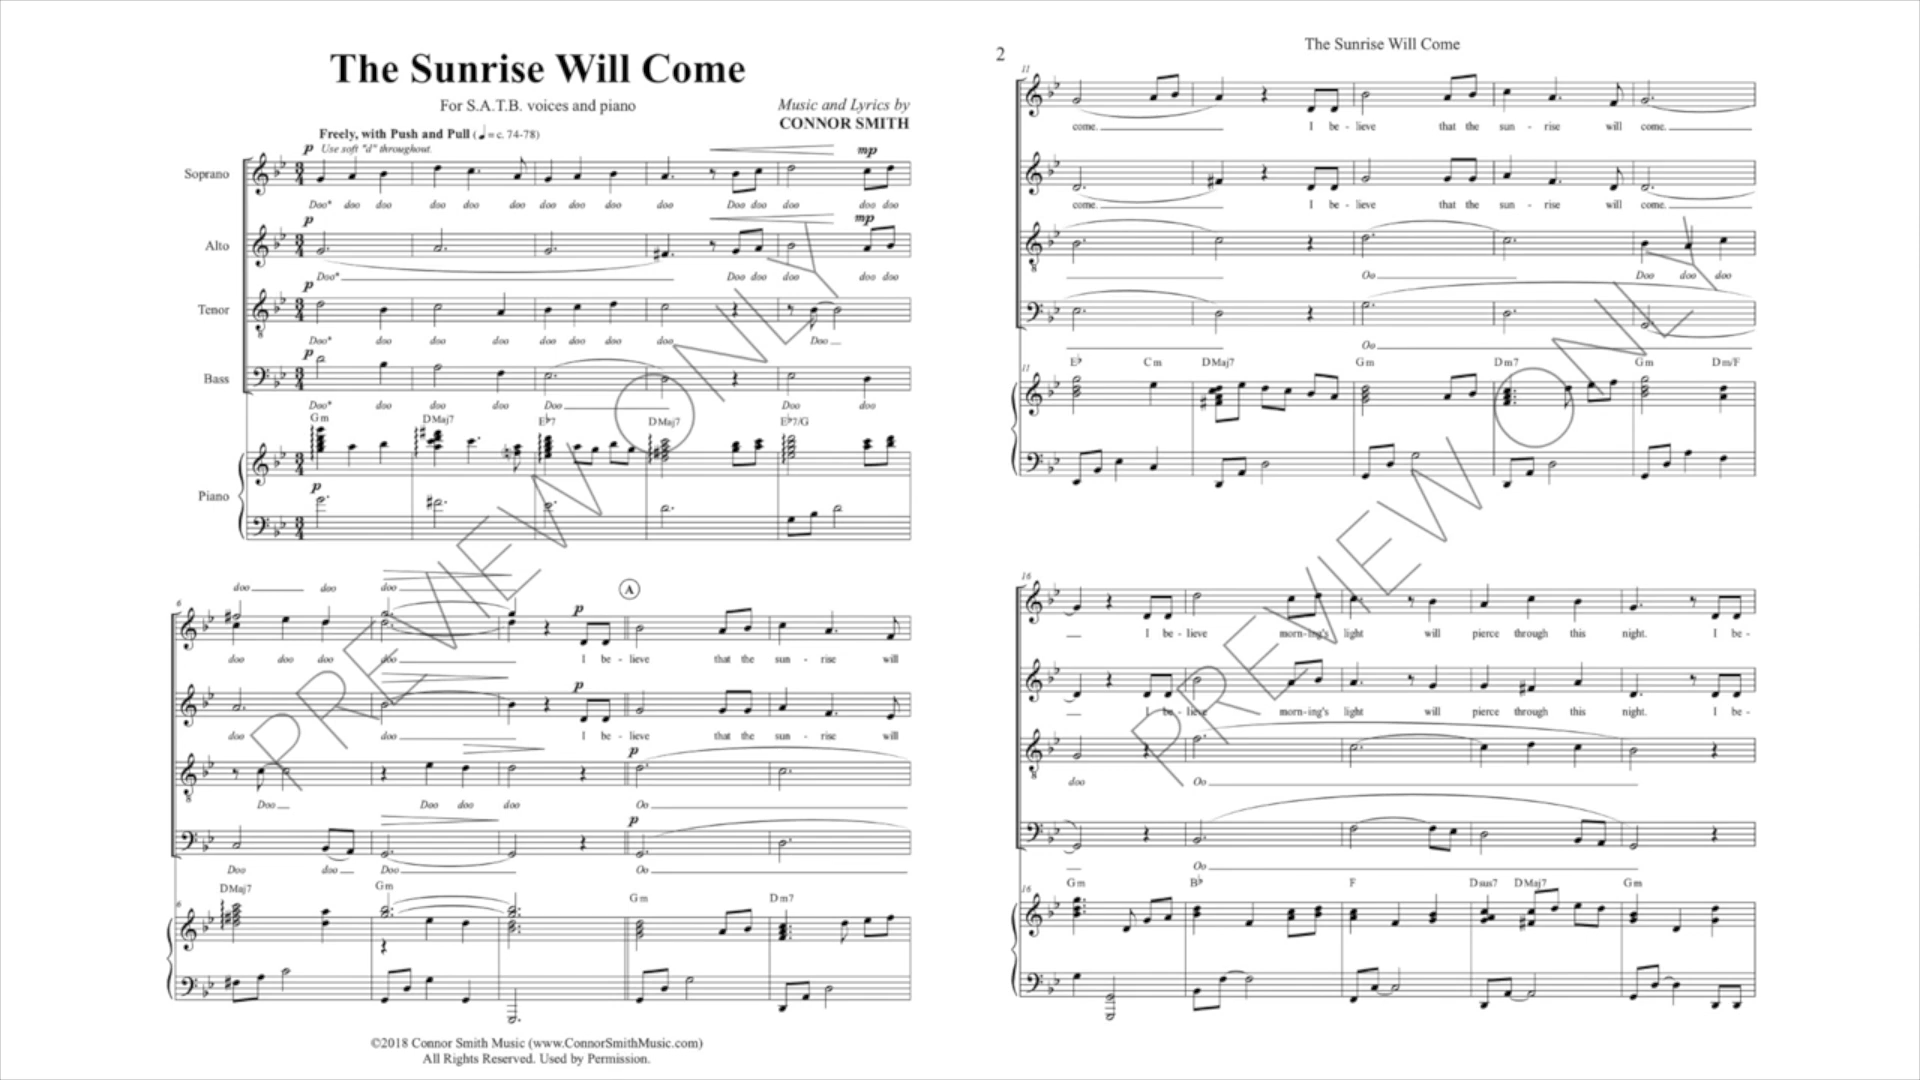 The Sunrise Will Come
For S.A.T.B. voices and piano
Music and Lyrics by
CONNOR SMITH
Freely, with Push and Pull (♩= c. 74-78)
p Use soft "d" throughout.
mp
Soprano
Doo* doo doo doo doo doo doo doo doo doo Doo doo doo doo doo
p
mp
Alto
Doo* Doo doo doo doo doo
p
Tenor
Doo* doo doo doo doo doo doo doo Doo
p
Bass
Doo* doo doo doo Doo Doo doo
Gm DMaj7 E♭7 DMaj7 E♭7/G
Piano
p
A
doo doo doo
6
p
doo doo doo doo I be - lieve that the sun - rise will
p
doo doo I be - lieve that the sun - rise will
p
Doo Doo doo doo Oo
p
Doo doo Doo Oo
DMaj7 Gm Gm Dm7
6
©2018 Connor Smith Music (www.ConnorSmithMusic.com)
All Rights Reserved. Used by Permission.
PREVIEW ONLY
2
The Sunrise Will Come
11
come. I be - lieve that the sun - rise will come.
come. I be - lieve that the sun - rise will come.
Oo Doo doo doo
Oo
E♭ Cm DMaj7 Gm Dm7 Gm Dm/F
11
16
I be - lieve morn-ing's light will pierce through this night. I be -
I be - lieve morn-ing's light will pierce through this night. I be -
doo Oo
Oo
Gm B♭ F Dsus7 DMaj7 Gm
16
PREVIEW ONLY